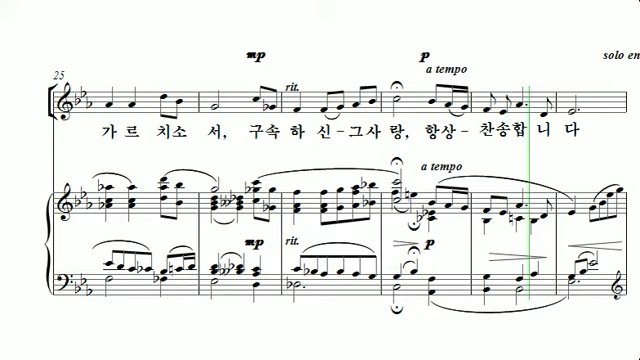 mp p solo en
25 rit. a tempo
가르 치소 서, 구속 하 신-그사 랑, 항상- 찬송합 니 다
a tempo
mp rit. p